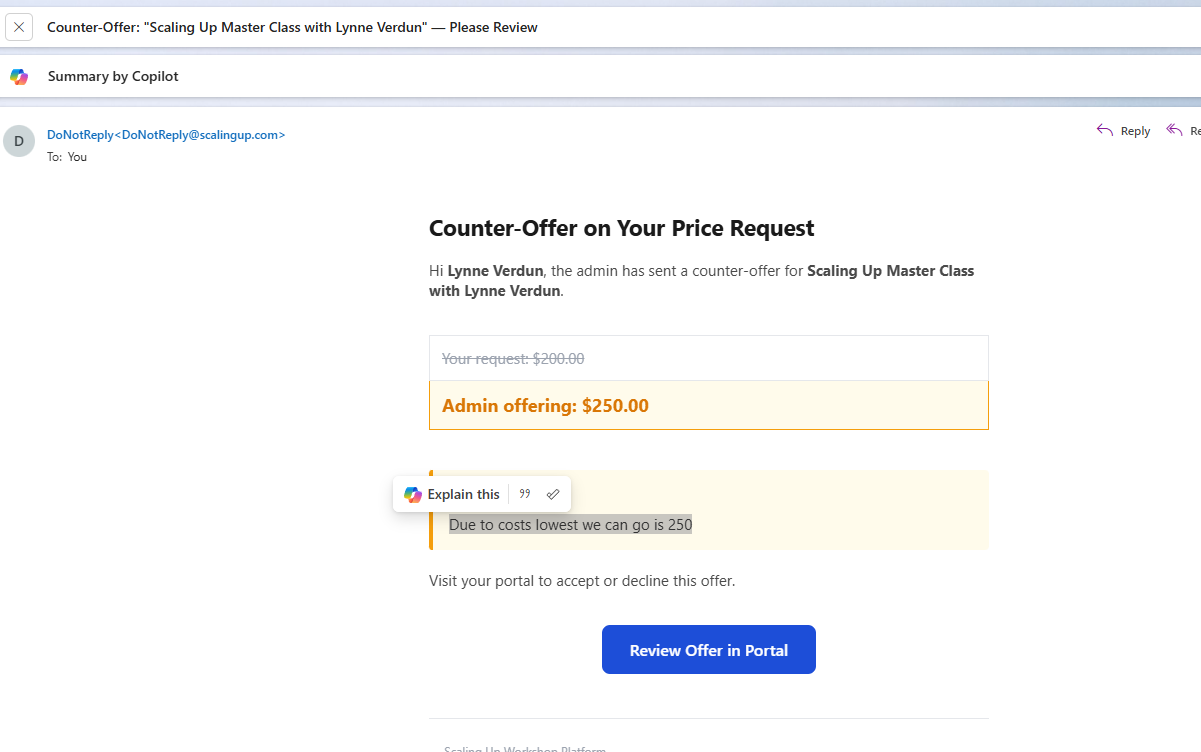 Counter-Offer: "Scaling Up Master Class with Lynne Verdun" — Please Review
Summary by Copilot
D
DoNotReply<DoNotReply@scalingup.com>
To: You
Reply
Re
Counter-Offer on Your Price Request
Hi Lynne Verdun, the admin has sent a counter-offer for Scaling Up Master Class
with Lynne Verdun.
Your request: $200.00
Admin offering: $250.00
Explain this
Due to costs lowest we can go is 250
Visit your portal to accept or decline this offer.
Review Offer in Portal
Scaling Up Workshop Platform